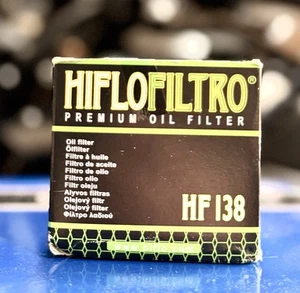 HIFLOFILTRO®
PREMIUM OIL FILTER
Oil filter
Ölfilter
Filtre à huile
Filtro de aceite
Filtro de olio
Filtro olio
Filtr oleju
Alyvos filtras
Olejový filtr
Olejový filter
Φίλτρο λαδιού
HF138